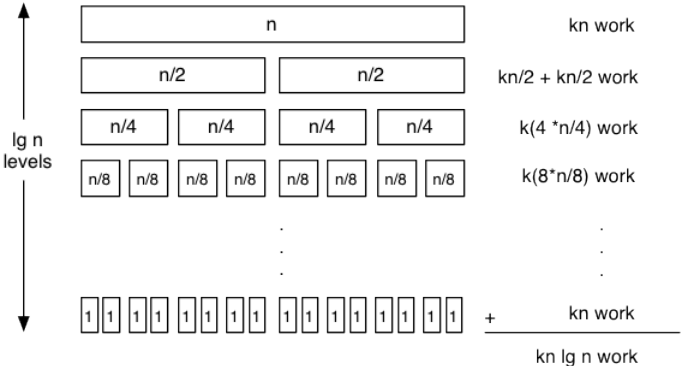 n kn work
n/2 n/2 kn/2 + kn/2 work
n/4 n/4 n/4 n/4 k(4 *n/4) work
lg n
levels
n/8 n/8 n/8 n/8 n/8 n/8 n/8 n/8 k(8*n/8) work
. .
. .
. .
1 1 1 1 1 1 1 1 1 1 1 1 1 1 1 1 + kn work
kn lg n work